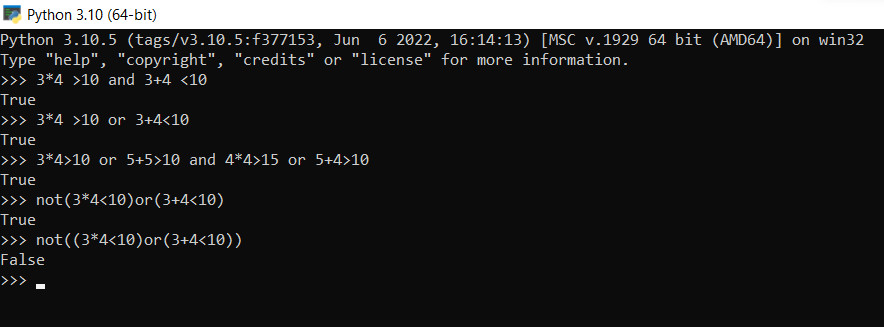 Python 3.10 (64-bit)
Python 3.10.5 (tags/v3.10.5:f377153, Jun  6 2022, 16:14:13) [MSC v.1929 64 bit (AMD64)] on win32
Type "help", "copyright", "credits" or "license" for more information.
>>> 3*4 >10 and 3+4 <10
True
>>> 3*4 >10 or 3+4<10
True
>>> 3*4>10 or 5+5>10 and 4*4>15 or 5+4>10
True
>>> not(3*4<10)or(3+4<10)
True
>>> not((3*4<10)or(3+4<10))
False
>>>